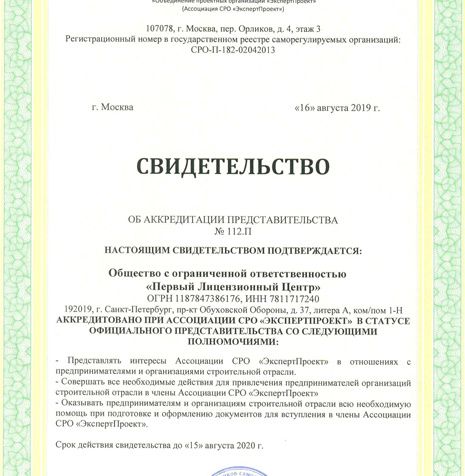 «Объединение проектных организаций «ЭкспертПроект»
(Ассоциация СРО «ЭкспертПроект»)
107078, г. Москва, пер. Орликов, д. 4, этаж 3
Регистрационный номер в государственном реестре саморегулируемых организаций:
СРО-П-182-02042013
г. Москва «16» августа 2019 г.
СВИДЕТЕЛЬСТВО
ОБ АККРЕДИТАЦИИ ПРЕДСТАВИТЕЛЬСТВА
№ 112.П
НАСТОЯЩИМ СВИДЕТЕЛЬСТВОМ ПОДТВЕРЖДАЕТСЯ:
Общество с ограниченной ответственностью
«Первый Лицензионный Центр»
ОГРН 1187847386176, ИНН 7811717240
192019, г. Санкт-Петербург, пр-кт Обуховской Обороны, д. 37, литера А, ком/пом 1-Н
АККРЕДИТОВАНО ПРИ АССОЦИАЦИИ СРО «ЭКСПЕРТПРОЕКТ» В СТАТУСЕ
ОФИЦИАЛЬНОГО ПРЕДСТАВИТЕЛЬСТВА СО СЛЕДУЮЩИМИ
ПОЛНОМОЧИЯМИ:
- Представлять интересы Ассоциации СРО «ЭкспертПроект» в отношениях с
предпринимателями и организациями строительной отрасли.
- Совершать все необходимые действия для привлечения предпринимателей организаций
строительной отрасли в члены Ассоциации СРО «ЭкспертПроект»
- Оказывать предпринимателям и организациям строительной отрасли всю необходимую
помощь при подготовке и оформлению документов для вступления в члены Ассоциации
СРО «ЭкспертПроект».
Срок действия свидетельства до «15» августа 2020 г.